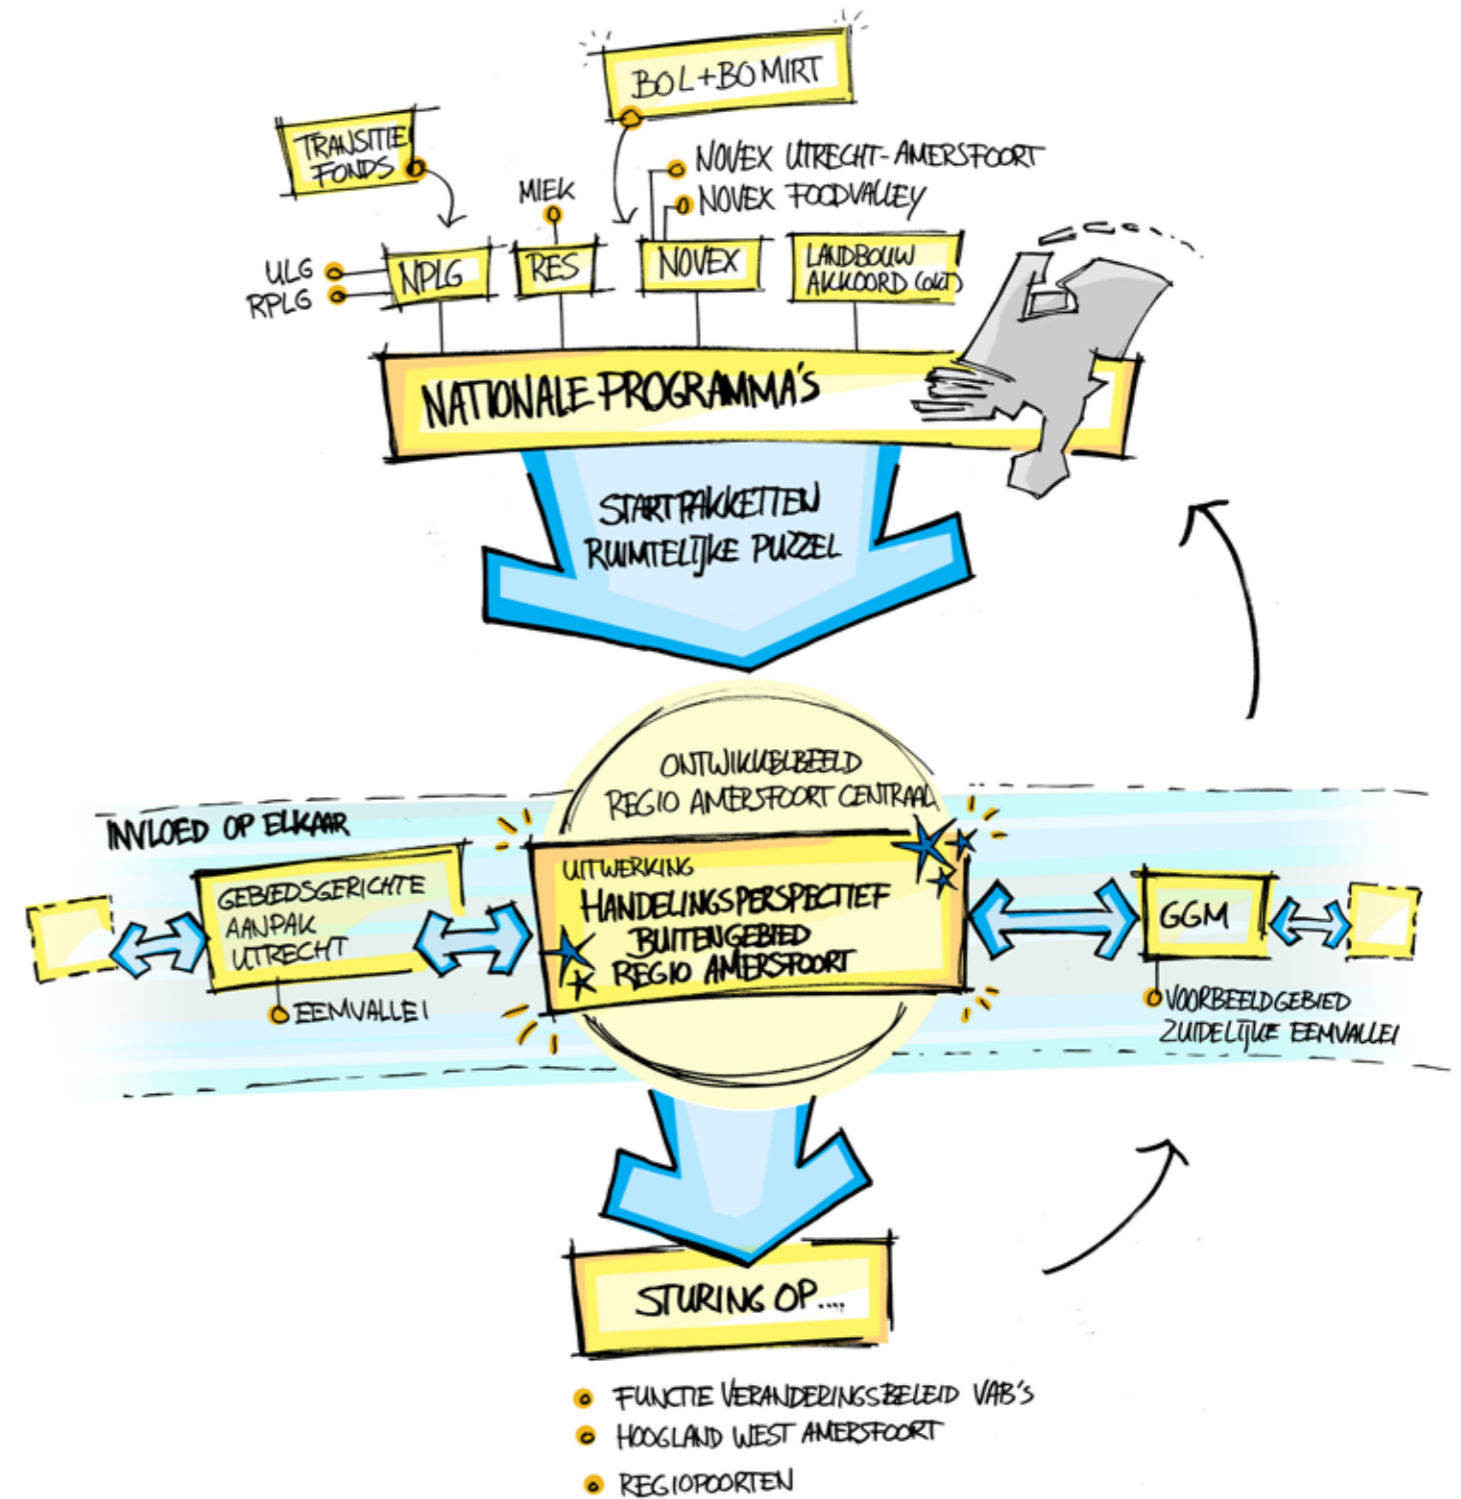 BOL+BO MIRT
TRANSITIE
FONDS
NOVEX UTRECHT-AMERSFOORT
NOVEX FOODVALLEY
MIEK
ULG
RPLG
NPLG
RES
NOVEX
LANDBOUW
AKKOORD (OKT)
NATIONALE PROGRAMMA'S
STARTPAKKETTEN
RUIMTELIJKE PUZZEL
ONTWIKKELBEELD
REGIO AMERSFOORT CENTRAAL
INVLOED OP ELKAAR
GEBIEDSGERICHTE
AANPAK
UTRECHT
EEMVALLEI
UITWERKING
HANDELINGSPERSPECTIEF
BUITENGEBIED
REGIO AMERSFOORT
GGM
VOORBEELDGEBIED
ZUIDELIJKE EEMVALLEI
STURING OP....
FUNCTIE VERANDERINGSBELEID VAB'S
HOOGLAND WEST AMERSFOORT
REGIOPOORTEN